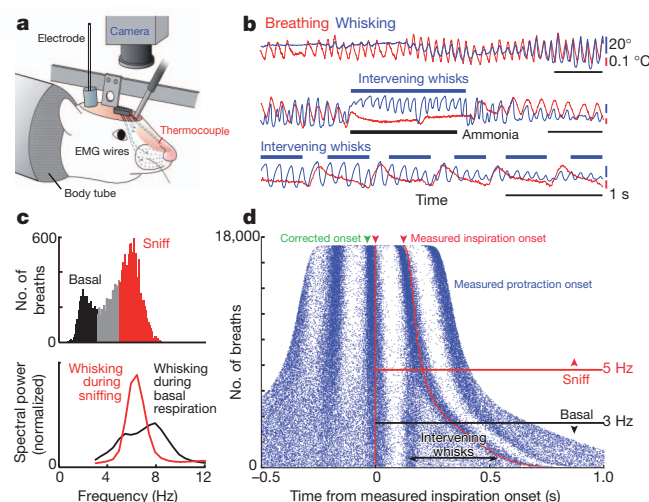 a
Electrode
Camera
Thermocouple
EMG wires
Body tube
b
Breathing Whisking
20°
0.1 °C
Intervening whisks
Ammonia
Intervening whisks
Time
1 s
c
600
Sniff
Basal
No. of
breaths
0
Whisking
during
sniffing
Whisking
during
basal
respiration
Spectral power
(normalized)
0
4
8
12
Frequency (Hz)
d
18,000
Corrected onset
Measured inspiration onset
Measured protraction onset
No. of breaths
5 Hz
Sniff
Basal
3 Hz
Intervening
whisks
0
−0.5
0
0.5
1.0
Time from measured inspiration onset (s)